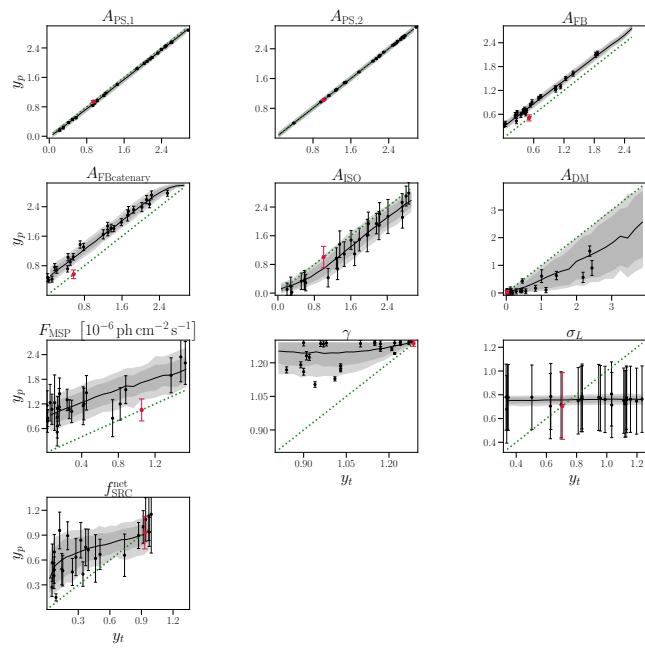 A_PS,1 A_PS,2 A_FB
y_p
2.4 1.6 0.8 0.0
0.8 1.6 2.4
2.4 1.6 0.8
0.8 1.6 2.4
2.4 1.8 1.2 0.6
0.6 1.2 1.8 2.4
A_FBcatenary A_ISO A_DM
y_p
2.4 1.6 0.8
0.6 1.2 1.8 2.4
2.4 1.6 0.8 0.0
0.6 1.2 1.8 2.4
3 2 1 0
0 1 2 3
F_MSP [10^-6 ph cm^-2 s^-1] γ σ_L
y_p
2.4 1.8 1.2 0.6
0.4 0.8 1.2
1.20 1.05 0.90
0.90 1.05 1.20
y_t
1.2 1.0 0.8 0.6 0.4
0.4 0.6 0.8 1.0 1.2
y_t
f_SRC^net
y_p
1.2 0.9 0.6 0.3
0.3 0.6 0.9 1.2
y_t